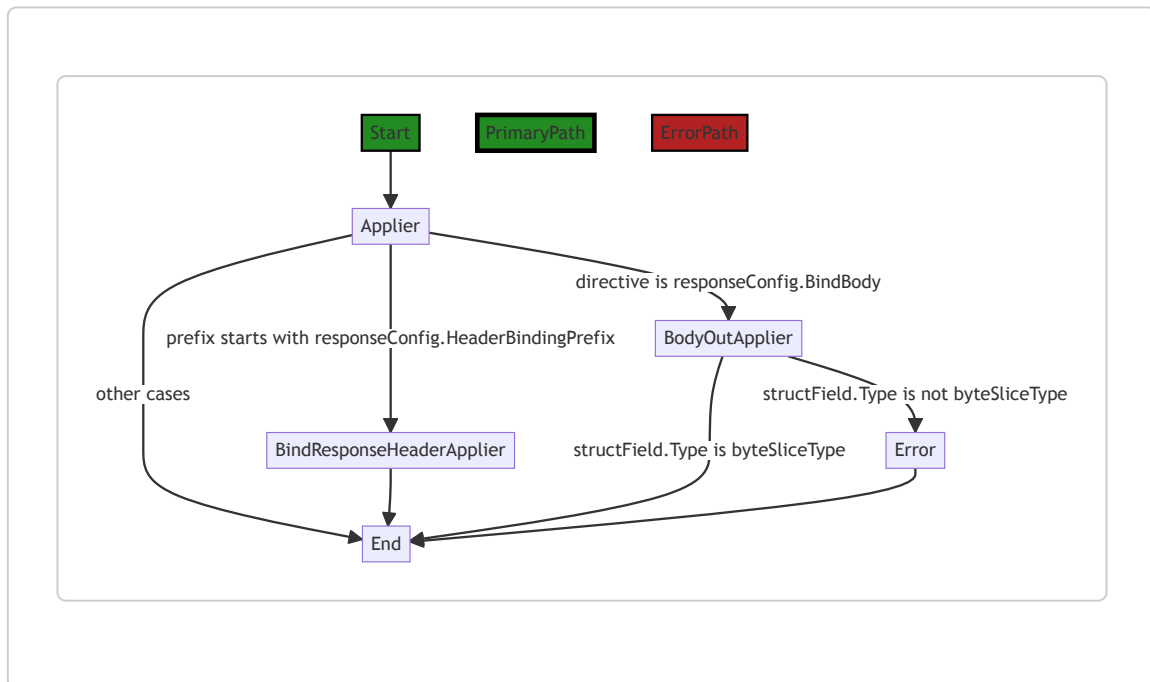 Start
PrimaryPath
ErrorPath
Applier
directive is responseConfig.BindBody
prefix starts with responseConfig.HeaderBindingPrefix
BodyOutApplier
other cases
structField.Type is not byteSliceType
BindResponseHeaderApplier
structField.Type is byteSliceType
Error
End